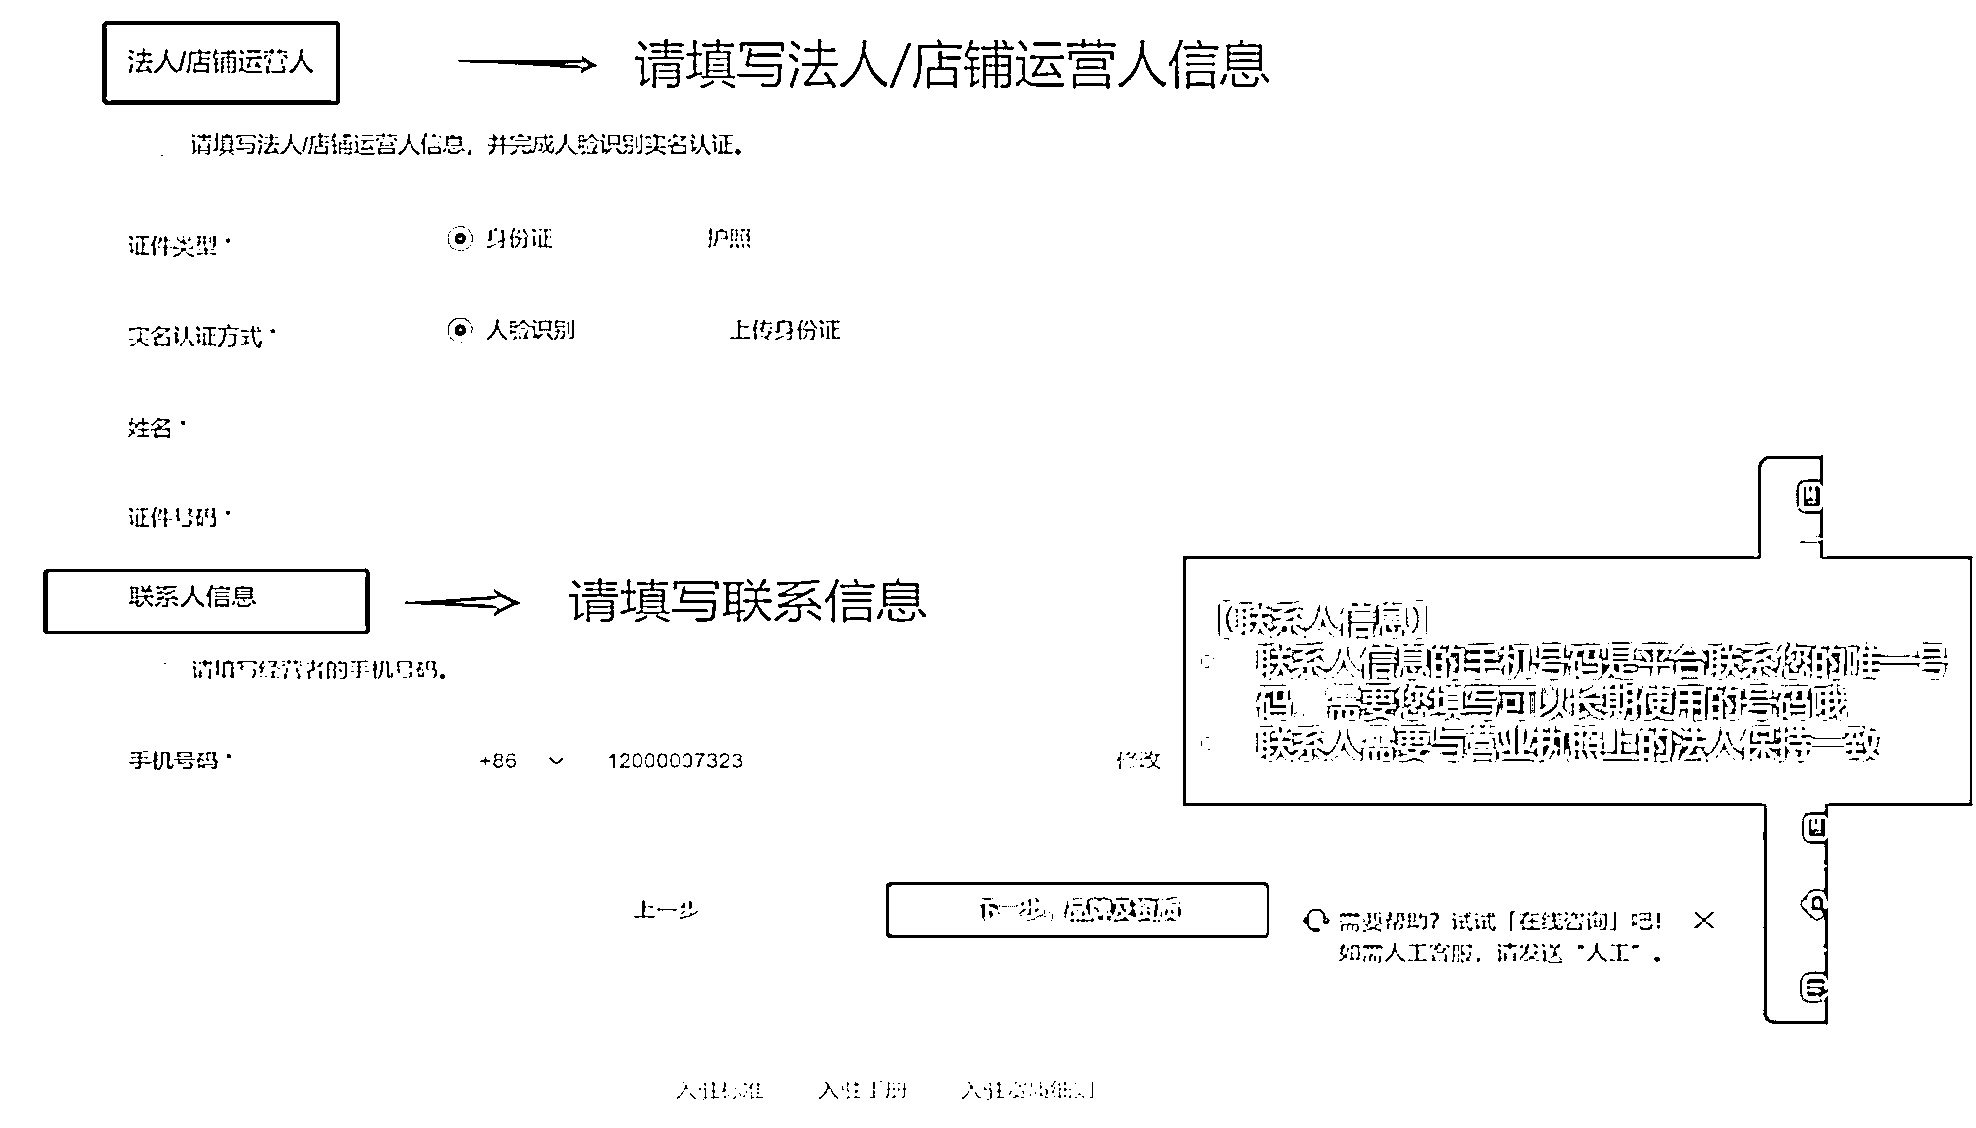 法人/店铺运营人
请填写法人/店铺运营人信息
请填写法人/店铺运营人信息，并完成人脸识别实名认证。
证件类型*
身份证
护照
实名认证方式*
人脸识别
上传身份证
姓名*
证件号码*
联系人信息
请填写联系信息
请填写经营者的手机号码。
[(联系人信息)]
联系人信息的手机号码是平台联系您的唯一号
码，需要您填写可以长期使用的号码哦
联系人需要与营业执照上的法人保持一致
手机号码*
+86
12000007323
修改
上一步
下一步，品牌及资质
需要帮助？试试「在线咨询」吧！
如需人工客服，请发送“人工”。
入驻标准
入驻手册